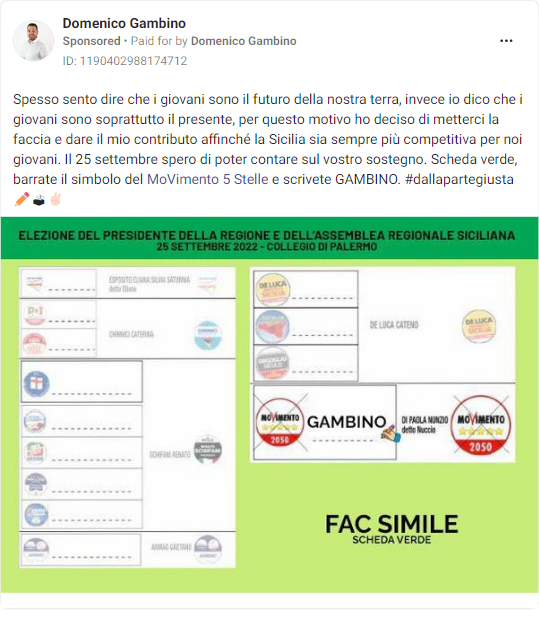 Domenico Gambino
Sponsored • Paid for by Domenico Gambino
ID: 1190402988174712
Spesso sento dire che i giovani sono il futuro della nostra terra, invece io dico che i
giovani sono soprattutto il presente, per questo motivo ho deciso di metterci la
faccia e dare il mio contributo affinché la Sicilia sia sempre più competitiva per noi
giovani. Il 25 settembre spero di poter contare sul vostro sostegno. Scheda verde,
barrate il simbolo del MoVimento 5 Stelle e scrivete GAMBINO. #dallapartegiusta
ELEZIONE DEL PRESIDENTE DELLA REGIONE E DELL'ASSEMBLEA REGIONALE SICILIANA
25 SETTEMBRE 2022 - COLLEGIO DI PALERMO
ESPOSITO ELIANA SILVIA SATURNIA
detta Eliana
CHINNICI CATERINA
SCHIFANI RENATO
ARMAO GAETANO
DE LUCA
SICILIA
DE LUCA CATENO
DE LUCA
SICILIA
ORGOGLIO
MOVIMENTO
2050
GAMBINO
DI PAOLA NUNZIO
detto Nuccio
MOVIMENTO
2050
FAC SIMILE
SCHEDA VERDE